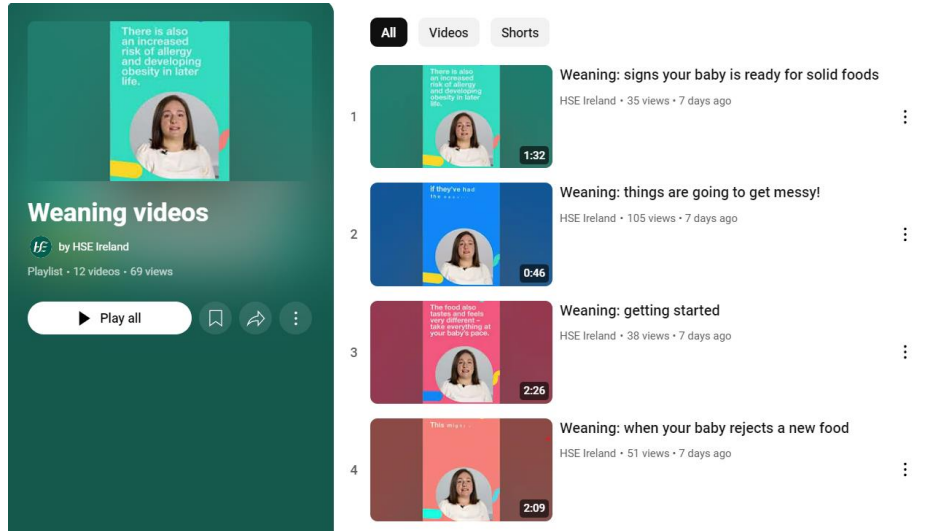 There is also
an increased
risk of allergy
and developing
obesity in later
life.
Weaning videos
by HSE Ireland
Playlist • 12 videos • 69 views
Play all
All
Videos
Shorts
1
There is also
an increased
risk of allergy
and developing
obesity in later
life.
1:32
Weaning: signs your baby is ready for solid foods
HSE Ireland • 35 views • 7 days ago
2
If they've had
the
0:46
Weaning: things are going to get messy!
HSE Ireland • 105 views • 7 days ago
3
The food also
tastes and feels
very different –
take everything at
your baby's pace.
2:26
Weaning: getting started
HSE Ireland • 38 views • 7 days ago
4
This
2:09
Weaning: when your baby rejects a new food
HSE Ireland • 51 views • 7 days ago